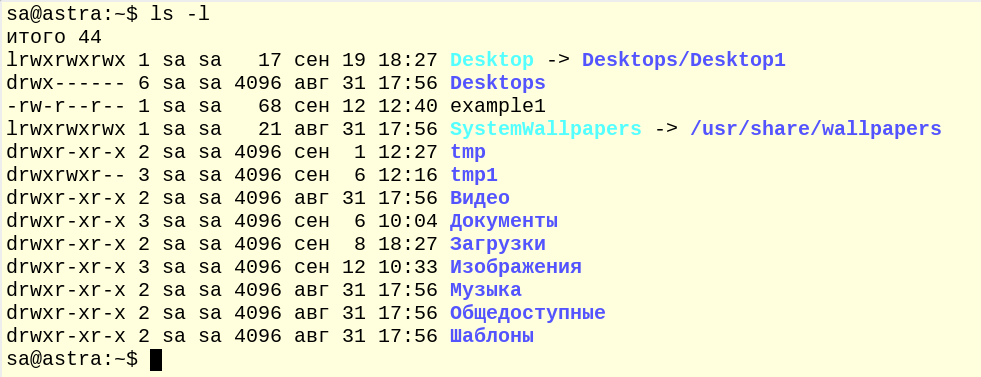 sa@astra:~$ ls -l
итого 44
lrwxrwxrwx 1 sa sa   17 сен 19 18:27 Desktop -> Desktops/Desktop1
drwx------ 6 sa sa 4096 авг 31 17:56 Desktops
-rw-r--r-- 1 sa sa   68 сен 12 12:40 example1
lrwxrwxrwx 1 sa sa   21 авг 31 17:56 SystemWallpapers -> /usr/share/wallpapers
drwxr-xr-x 2 sa sa 4096 сен  1 12:27 tmp
drwxrwxr-- 3 sa sa 4096 сен  6 12:16 tmp1
drwxr-xr-x 2 sa sa 4096 авг 31 17:56 Видео
drwxr-xr-x 3 sa sa 4096 сен  6 10:04 Документы
drwxr-xr-x 2 sa sa 4096 сен  8 18:27 Загрузки
drwxr-xr-x 3 sa sa 4096 сен 12 10:33 Изображения
drwxr-xr-x 2 sa sa 4096 авг 31 17:56 Музыка
drwxr-xr-x 2 sa sa 4096 авг 31 17:56 Общедоступные
drwxr-xr-x 2 sa sa 4096 авг 31 17:56 Шаблоны
sa@astra:~$